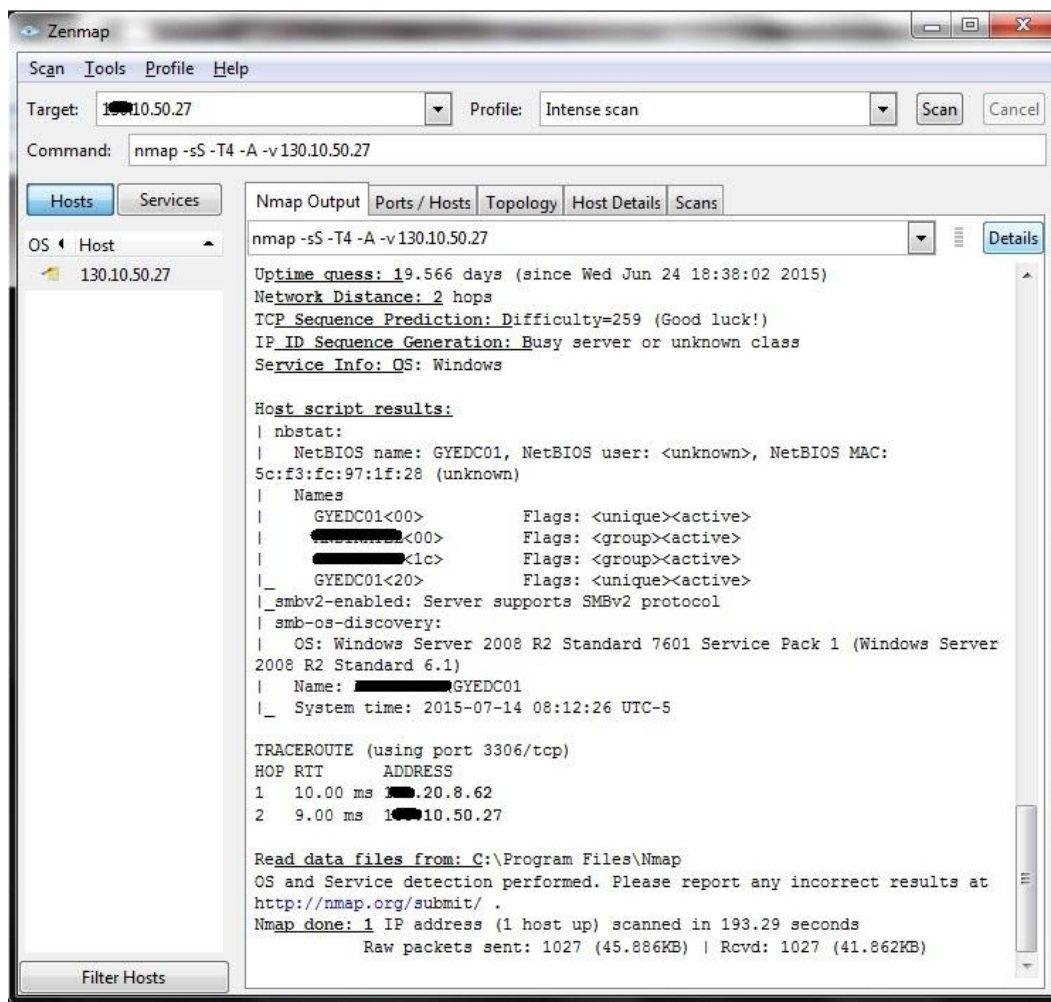 Zenmap
Scan Tools Profile Help
Target: 10.50.27 Profile: Intense scan Scan Cancel
Command: nmap -sS -T4 -A -v 130.10.50.27
Hosts Services Nmap Output Ports / Hosts Topology Host Details Scans
OS Host nmap -sS -T4 -A -v 130.10.50.27 Details
130.10.50.27
Uptime guess: 19.566 days (since Wed Jun 24 18:38:02 2015)
Network Distance: 2 hops
TCP Sequence Prediction: Difficulty=259 (Good luck!)
IP ID Sequence Generation: Busy server or unknown class
Service Info: OS: Windows
Host script results:
| nbstat:
|   NetBIOS name: GYEDC01, NetBIOS user: <unknown>, NetBIOS MAC:
5c:f3:fc:97:1f:28 (unknown)
|   Names
|     GYEDC01<00> Flags: <unique><active>
|     <00> Flags: <group><active>
|     <1c> Flags: <group><active>
|_    GYEDC01<20> Flags: <unique><active>
|_smbv2-enabled: Server supports SMBv2 protocol
| smb-os-discovery:
|   OS: Windows Server 2008 R2 Standard 7601 Service Pack 1 (Windows Server
2008 R2 Standard 6.1)
|   Name: GYEDC01
|_  System time: 2015-07-14 08:12:26 UTC-5
TRACEROUTE (using port 3306/tcp)
HOP RTT ADDRESS
1 10.00 ms .20.8.62
2 9.00 ms 10.50.27
Read data files from: C:\Program Files\Nmap
OS and Service detection performed. Please report any incorrect results at
http://nmap.org/submit/ .
Nmap done: 1 IP address (1 host up) scanned in 193.29 seconds
Raw packets sent: 1027 (45.886KB) | Rcvd: 1027 (41.862KB)
Filter Hosts